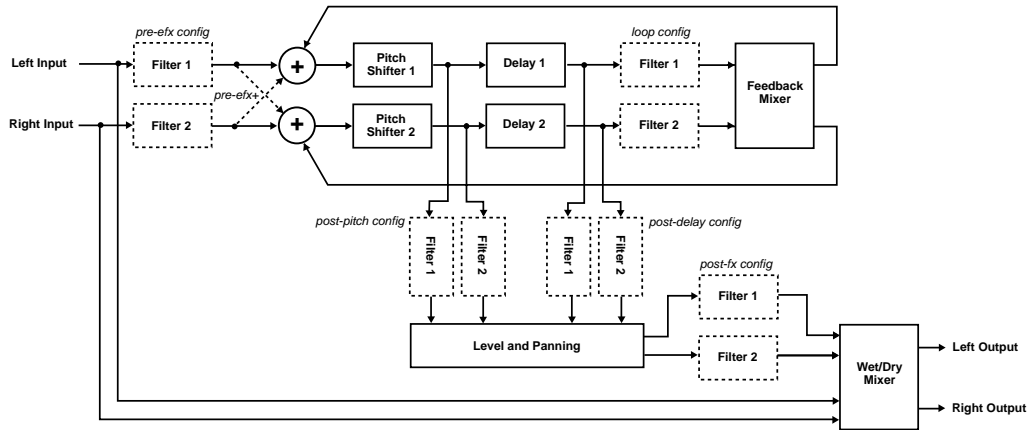 pre-efx config
loop config
Left Input
Filter 1
Pitch
Shifter 1
Delay 1
Filter 1
Feedback
Mixer
pre-efx+
Right Input
Filter 2
Pitch
Shifter 2
Delay 2
Filter 2
post-pitch config
Filter 1
Filter 2
Filter 1
Filter 2
post-delay config
post-fx config
Filter 1
Level and Panning
Filter 2
Wet/Dry
Mixer
Left Output
Right Output